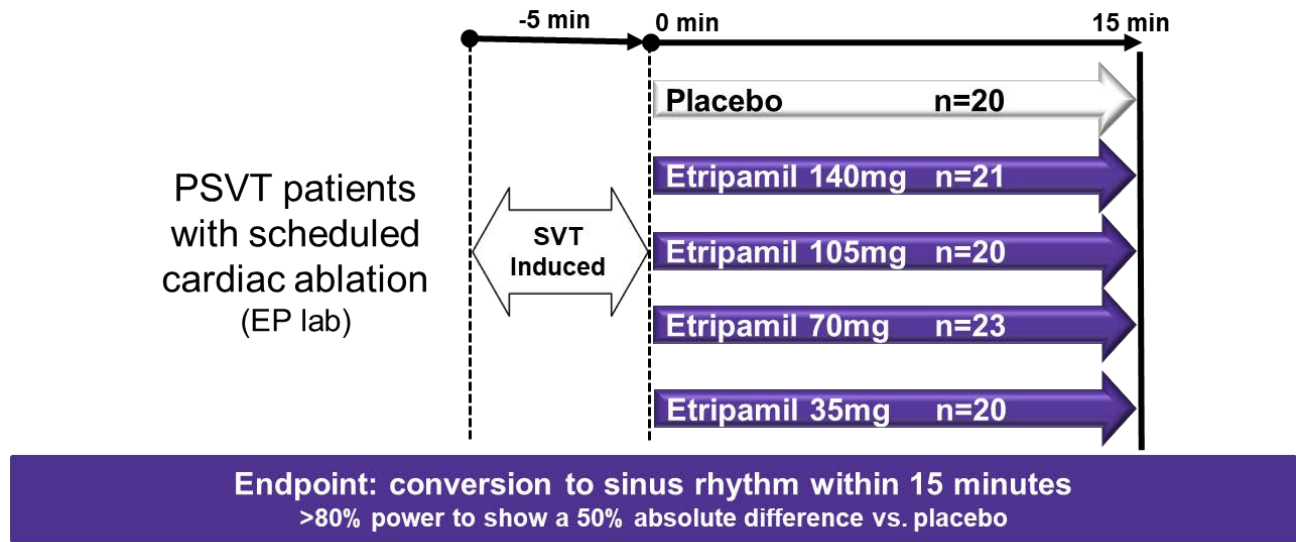 -5 min
0 min
15 min
PSVT patients
with scheduled
cardiac ablation
(EP lab)
SVT
Induced
Placebo n=20
Etripamil 140mg n=21
Etripamil 105mg n=20
Etripamil 70mg n=23
Etripamil 35mg n=20
Endpoint: conversion to sinus rhythm within 15 minutes
>80% power to show a 50% absolute difference vs. placebo